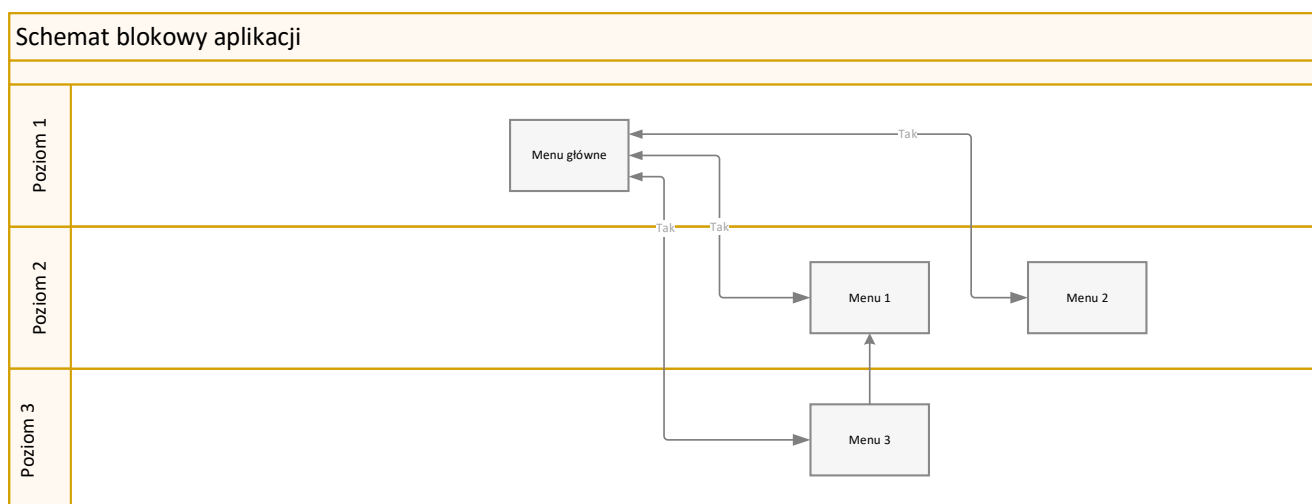 Schemat blokowy aplikacji
Poziom 1
Menu główne
Tak
Tak
Tak
Poziom 2
Menu 1
Menu 2
Poziom 3
Menu 3